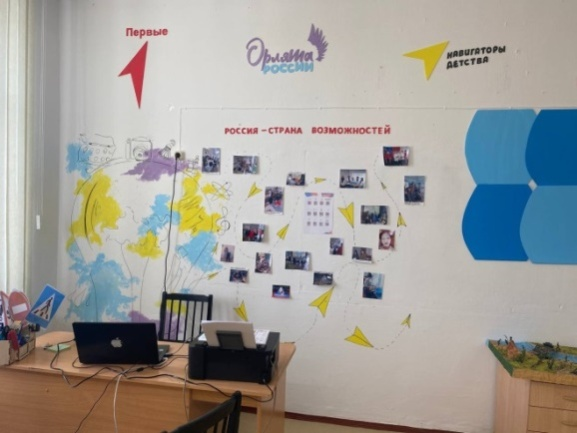 Первые
Орлята
РОССИИ
НАВИГАТОРЫ
ДЕТСТВА
РОССИЯ – СТРАНА ВОЗМОЖНОСТЕЙ